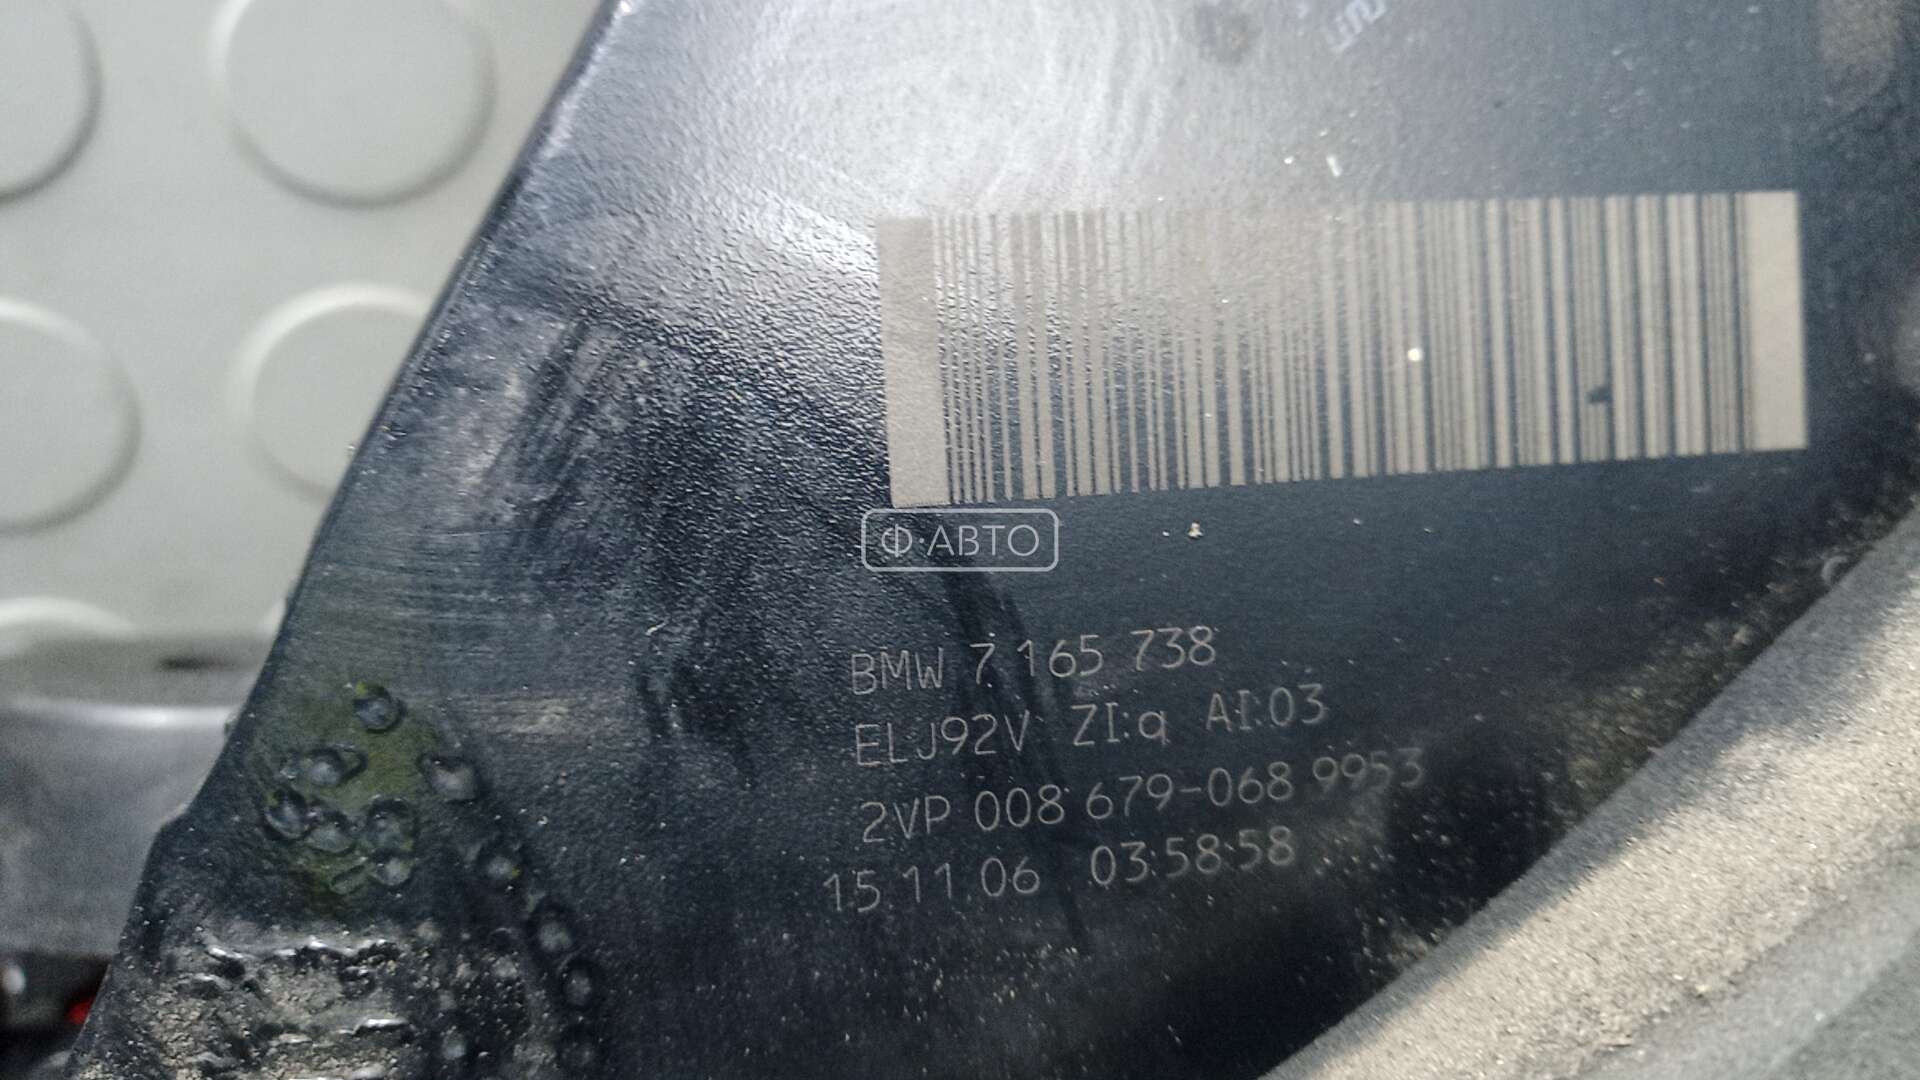 Ф·АВТО
BMW 7 165 738
ELJ92V ZI:q AI:03
2VP 008 679-068 9953
15 11 06 03:58:58